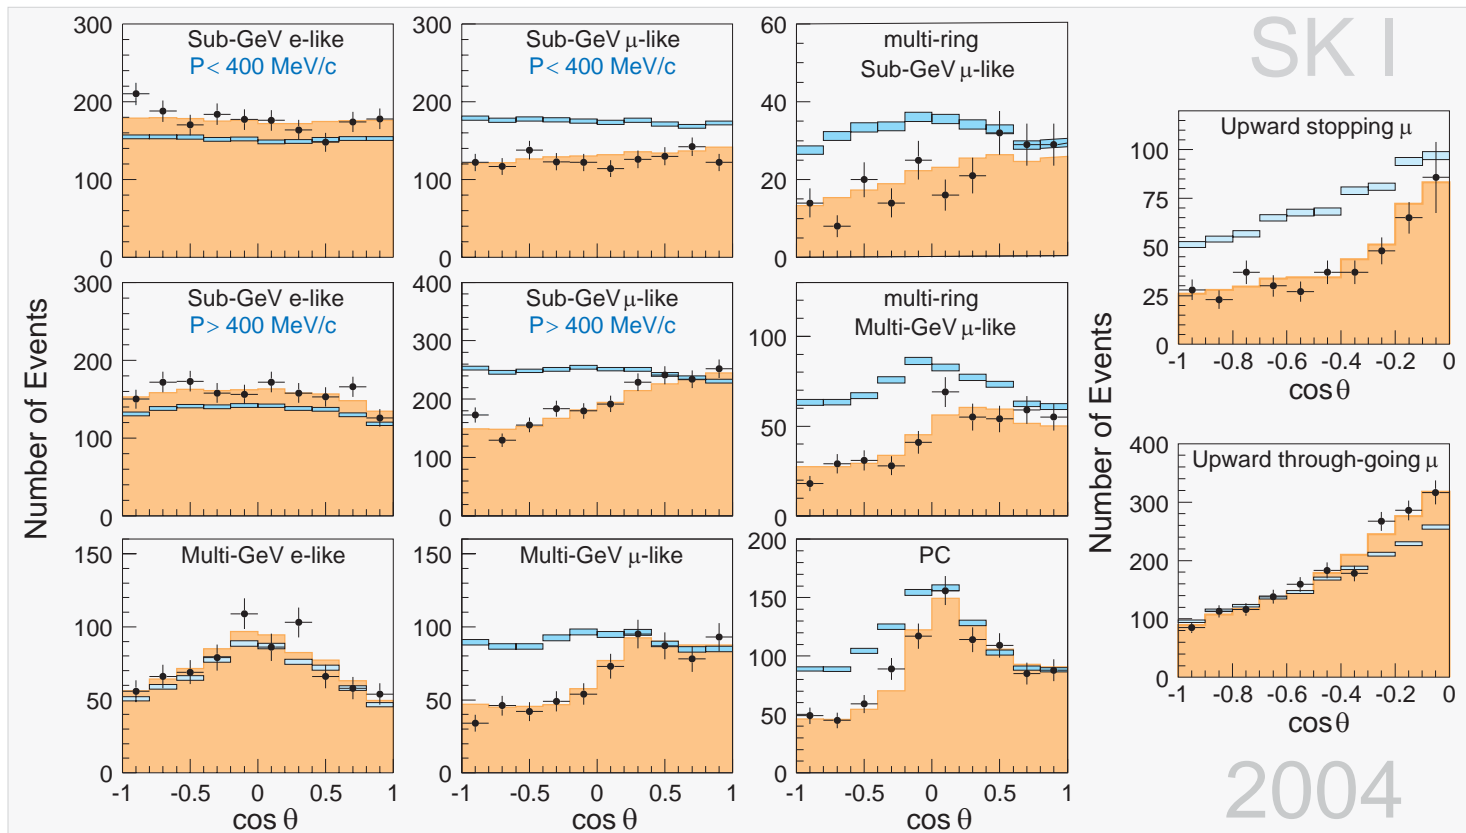 300
200
100
0
Sub-GeV e-like
P< 400 MeV/c
300
200
100
0
Sub-GeV μ-like
P< 400 MeV/c
60
40
20
0
multi-ring
Sub-GeV μ-like
SK I
300
200
100
0
Sub-GeV e-like
P> 400 MeV/c
400
300
200
100
0
Sub-GeV μ-like
P> 400 MeV/c
100
50
0
multi-ring
Multi-GeV μ-like
100
75
50
25
0
Upward stopping μ
-1 -0.8 -0.6 -0.4 -0.2 0
cos θ
Number of Events
150
100
50
0
Multi-GeV e-like
-1 -0.5 0 0.5 1
cos θ
150
100
50
0
Multi-GeV μ-like
-1 -0.5 0 0.5 1
cos θ
200
150
100
50
0
PC
-1 -0.5 0 0.5 1
cos θ
Number of Events
400
300
200
100
0
Upward through-going μ
-1 -0.8 -0.6 -0.4 -0.2 0
cos θ
2004